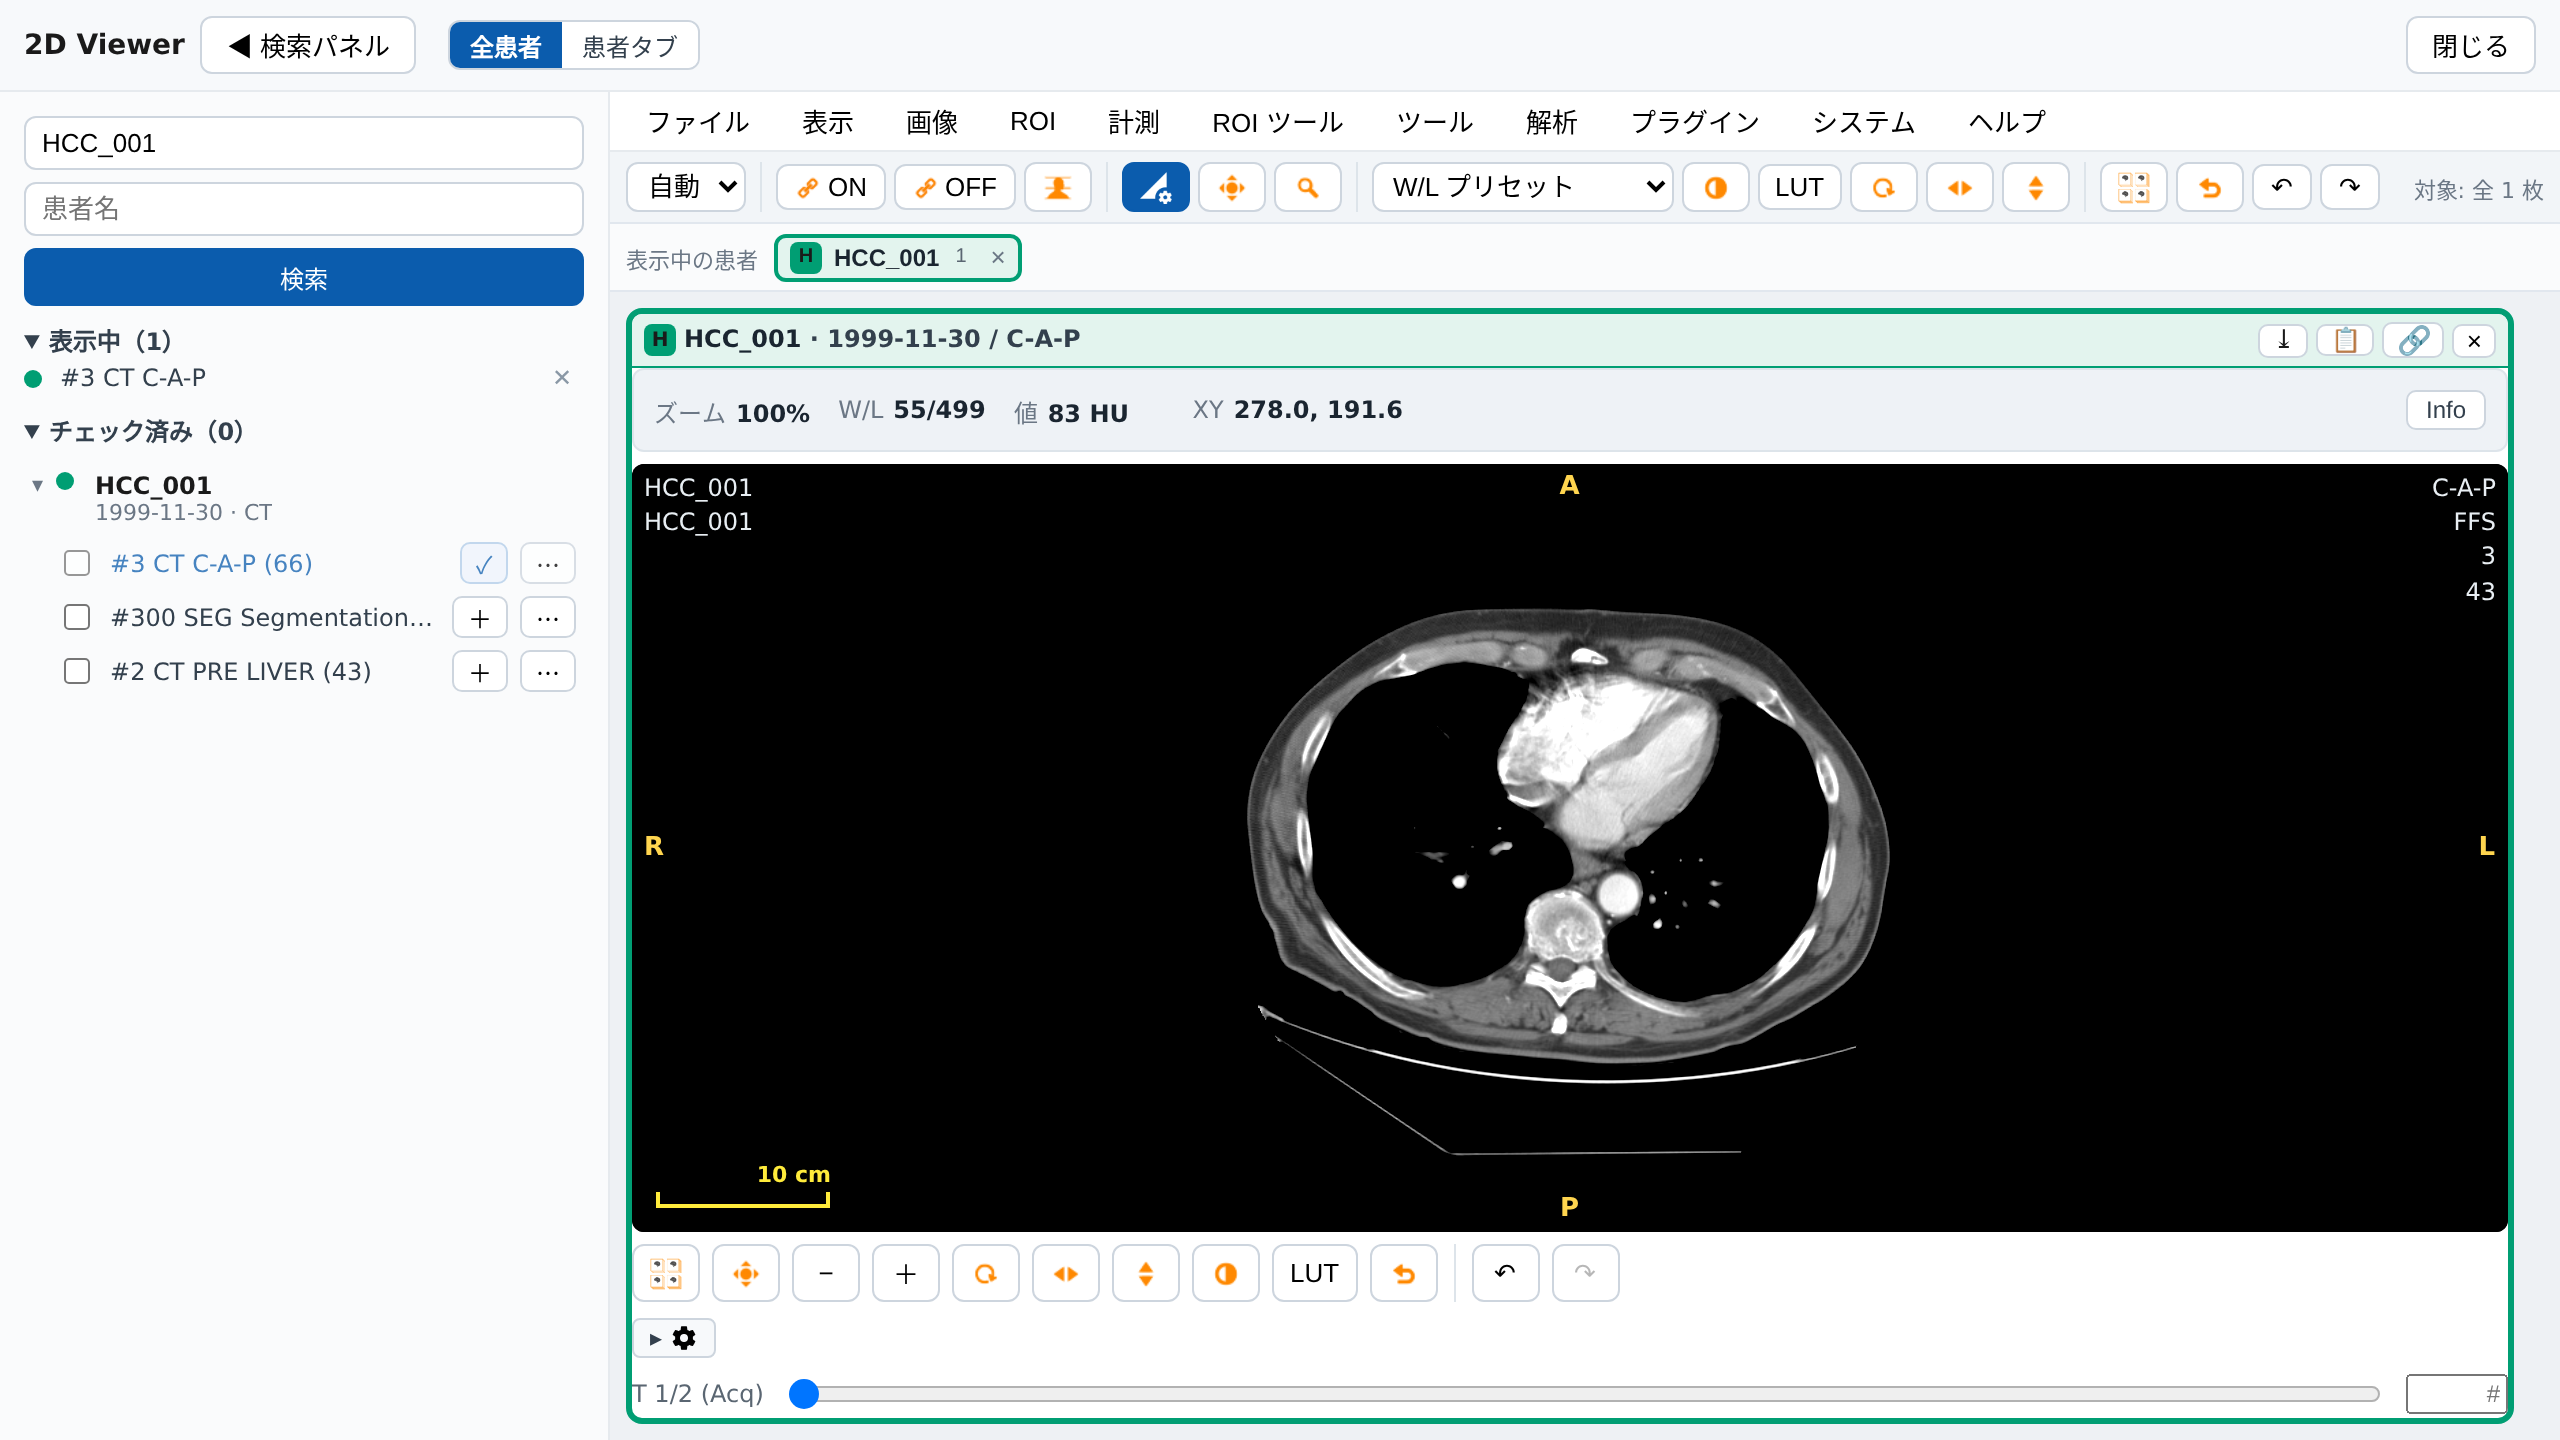 2D Viewer
◀ 検索パネル
全患者
患者タブ
閉じる
HCC_001
患者名
検索
▼ 表示中（1）
#3 CT C-A-P ×
▼ チェック済み（0）
▼ HCC_001
1999-11-30 · CT
#3 CT C-A-P (66) ✓ …
#300 SEG Segmentation… + …
#2 CT PRE LIVER (43) + …
ファイル 表示 画像 ROI 計測 ROI ツール ツール 解析 プラグイン システム ヘルプ
自動 ON OFF W/L プリセット LUT 対象: 全 1 枚
表示中の患者 H HCC_001 1 ×
H HCC_001 · 1999-11-30 / C-A-P
ズーム 100% W/L 55/499 値 83 HU XY 278.0, 191.6 Info
HCC_001
HCC_001
A
C-A-P
FFS
3
43
R
L
10 cm
P
− + LUT
T 1/2 (Acq) #